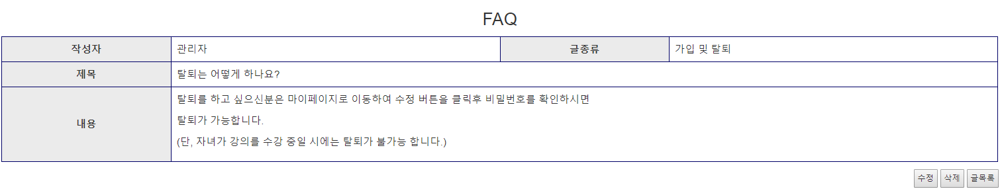 FAQ
작성자 관리자 글종류 가입 및 탈퇴
제목 탈퇴는 어떻게 하나요?
탈퇴를 하고 싶으신분은 마이페이지로 이동하여 수정 버튼을 클릭후 비밀번호를 확인하시면
내용 탈퇴가 가능합니다.
(단, 자녀가 강의를 수강 중일 시에는 탈퇴가 불가능 합니다.)
수정 삭제 글목록